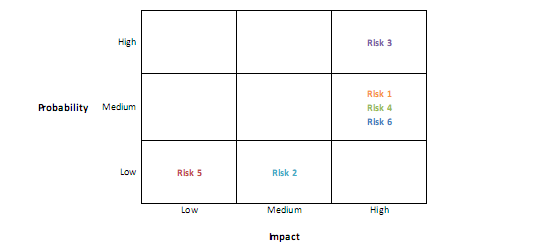 High
Risk 3
Risk 1
Probability Medium
Risk 4
Risk 6
Low
Risk 5
Risk 2
Low
Medium
High
Impact